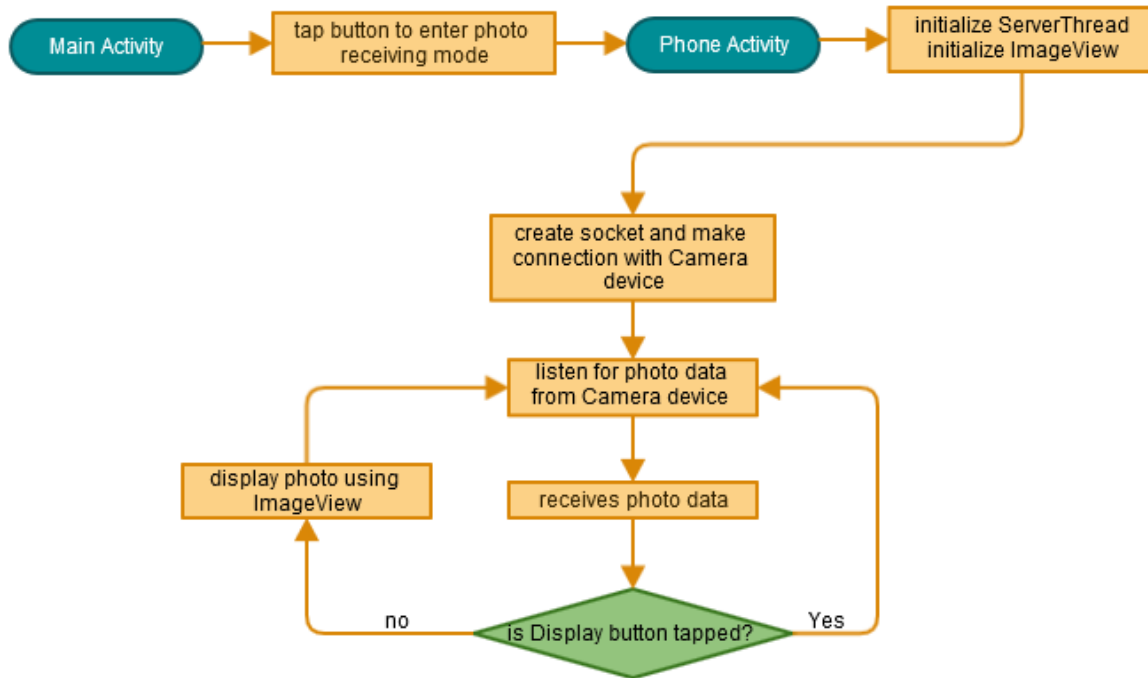 Main Activity
tap button to enter photo
receiving mode
Phone Activity
initialize ServerThread
initialize ImageView
create socket and make
connection with Camera
device
listen for photo data
from Camera device
display photo using
ImageView
receives photo data
no
is Display button tapped?
Yes